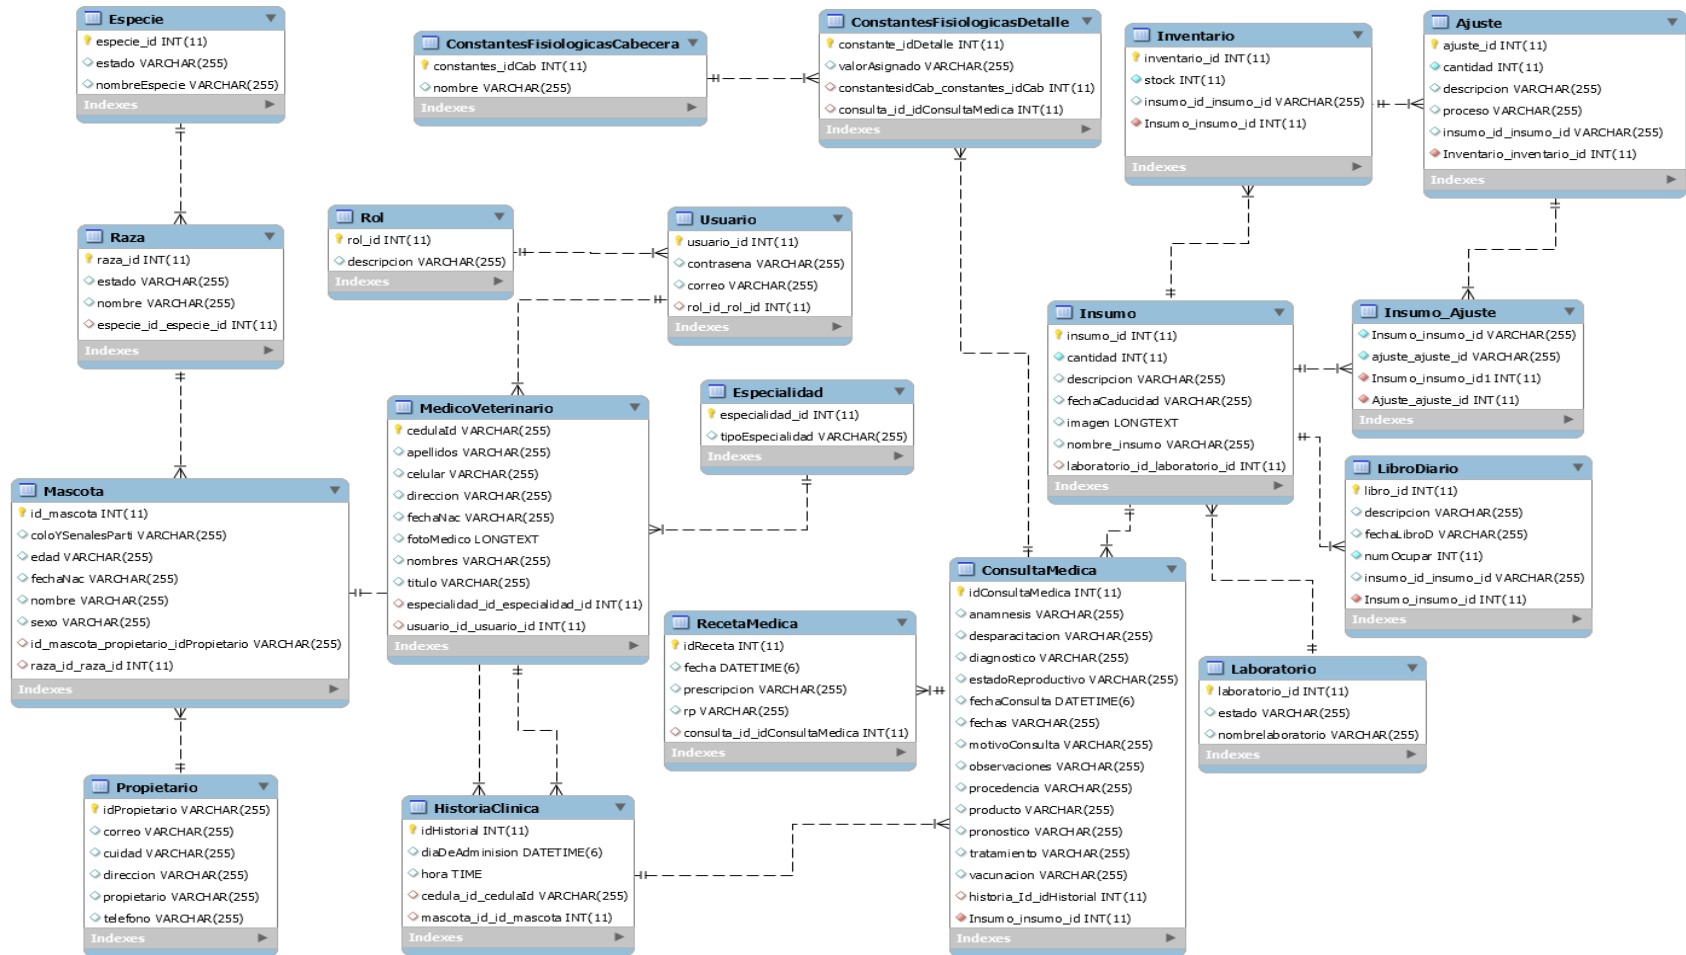 Especie
especie_id INT(11)
estado VARCHAR(255)
nombreEspecie VARCHAR(255)
Indexes
ConstantesFisiologicasCabecera
constantes_idCab INT(11)
nombre VARCHAR(255)
Indexes
ConstantesFisiologicasDetalle
constante_idDetalle INT(11)
valorAsignado VARCHAR(255)
constantesidCab_constantes_idCab INT(11)
consulta_id_idConsultaMedica INT(11)
Indexes
Inventario
inventario_id INT(11)
stock INT(11)
insumo_id_insumo_id VARCHAR(255)
Insumo_insumo_id INT(11)
Indexes
Ajuste
ajuste_id INT(11)
cantidad INT(11)
descripcion VARCHAR(255)
proceso VARCHAR(255)
insumo_id_insumo_id VARCHAR(255)
Inventario_inventario_id INT(11)
Indexes
Raza
raza_id INT(11)
estado VARCHAR(255)
nombre VARCHAR(255)
especie_id_especie_id INT(11)
Indexes
Rol
rol_id INT(11)
descripcion VARCHAR(255)
Indexes
Usuario
usuario_id INT(11)
contrasena VARCHAR(255)
correo VARCHAR(255)
rol_id_rol_id INT(11)
Indexes
Insumo
insumo_id INT(11)
cantidad INT(11)
descripcion VARCHAR(255)
fechaCaducidad VARCHAR(255)
imagen LONGTEXT
nombre_insumo VARCHAR(255)
laboratorio_id_laboratorio_id INT(11)
Indexes
Insumo_Ajuste
Insumo_insumo_id VARCHAR(255)
ajuste_ajuste_id VARCHAR(255)
Insumo_insumo_id1 INT(11)
Ajuste_ajuste_id INT(11)
Indexes
MedicoVeterinario
cedulaId VARCHAR(255)
apellidos VARCHAR(255)
celular VARCHAR(255)
direccion VARCHAR(255)
fechaNac VARCHAR(255)
fotoMedico LONGTEXT
nombres VARCHAR(255)
titulo VARCHAR(255)
especialidad_id_especialidad_id INT(11)
usuario_id_usuario_id INT(11)
Indexes
Especialidad
especialidad_id INT(11)
tipoEspecialidad VARCHAR(255)
Indexes
LibroDiario
libro_id INT(11)
descripcion VARCHAR(255)
fechaLibroD VARCHAR(255)
numOcupar INT(11)
insumo_id_insumo_id VARCHAR(255)
Insumo_insumo_id INT(11)
Indexes
Mascota
id_mascota INT(11)
coloYSenalesParti VARCHAR(255)
edad VARCHAR(255)
fechaNac VARCHAR(255)
nombre VARCHAR(255)
sexo VARCHAR(255)
id_mascota_propietario_idPropietario VARCHAR(255)
raza_id_raza_id INT(11)
Indexes
ConsultaMedica
idConsultaMedica INT(11)
anamnesis VARCHAR(255)
desparacitacion VARCHAR(255)
diagnostico VARCHAR(255)
estadoReproductivo VARCHAR(255)
fechaConsulta DATETIME(6)
fechas VARCHAR(255)
motivoConsulta VARCHAR(255)
observaciones VARCHAR(255)
procedencia VARCHAR(255)
producto VARCHAR(255)
pronostico VARCHAR(255)
tratamiento VARCHAR(255)
vacunacion VARCHAR(255)
historia_Id_idHistorial INT(11)
Insumo_insumo_id INT(11)
Indexes
RecetaMedica
idReceta INT(11)
fecha DATETIME(6)
prescripcion VARCHAR(255)
rp VARCHAR(255)
consulta_id_idConsultaMedica INT(11)
Indexes
Laboratorio
laboratorio_id INT(11)
estado VARCHAR(255)
nombrelaboratorio VARCHAR(255)
Indexes
Propietario
idPropietario VARCHAR(255)
correo VARCHAR(255)
cuidad VARCHAR(255)
direccion VARCHAR(255)
propietario VARCHAR(255)
telefono VARCHAR(255)
Indexes
HistoriaClinica
idHistorial INT(11)
diaDeAdminision DATETIME(6)
hora TIME
cedula_id_cedulaId VARCHAR(255)
mascota_id_id_mascota INT(11)
Indexes